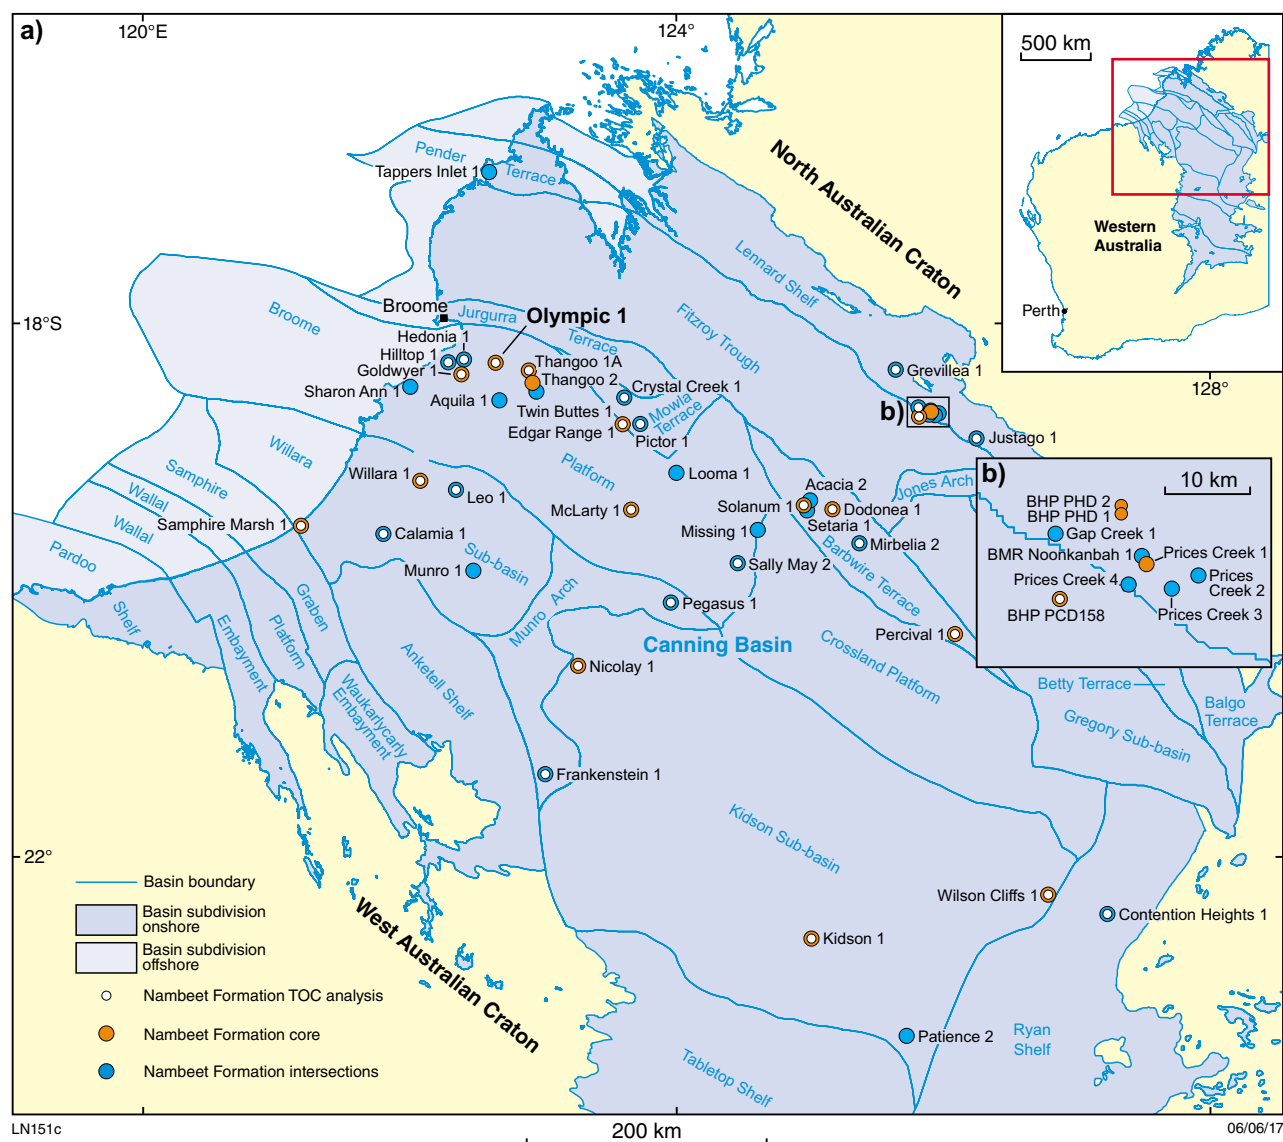 a)
120°E
124°
500 km
Western
Australia
Perth
128°
North Australian Craton
Pender
Terrace
Tappers Inlet 1
Lennard Shelf
18°S
Broome
Broome
Jurgurra
Terrace
Olympic 1
Fitzroy Trough
Hedonia 1
Hilltop 1
Goldwyer 1
Sharon Ann 1
Thangoo 1A
Thangoo 2
Aquila 1
Twin Buttes 1
Edgar Range 1
Crystal Creek 1
Mowla
Terrace
Pictor 1
Grevillea 1
b)
Justago 1
Willara
Samphire
Wallal
Wallal
Pardoo
Platform
Willara 1
Leo 1
Looma 1
Acacia 2
Solanum 1
Dodonea 1
Setaria 1
Jones Arch
McLarty 1
Samphire Marsh 1
Calamia 1
Missing 1
Mirbelia 2
Munro 1
Sub-basin
Sally May 2
Barbwire Terrace
Shelf
Embayment
Platform
Graben
Munro Arch
Pegasus 1
Canning Basin
Percival 1
Crossland Platform
Anketell Shelf
Nicolay 1
Waukarlycarly
Embayment
Betty Terrace
Balgo
Terrace
Gregory Sub-basin
b)
10 km
BHP PHD 2
BHP PHD 1
Gap Creek 1
BMR Noonkanbah 1
Prices Creek 1
Prices Creek 4
Prices
Creek 2
BHP PCD158
Prices Creek 3
Frankenstein 1
Kidson Sub-basin
22°
Wilson Cliffs 1
Contention Heights 1
Kidson 1
West Australian Craton
Patience 2
Ryan
Shelf
Tabletop Shelf
Basin boundary
Basin subdivision
onshore
Basin subdivision
offshore
Nambeet Formation TOC analysis
Nambeet Formation core
Nambeet Formation intersections
LN151c
200 km
06/06/17